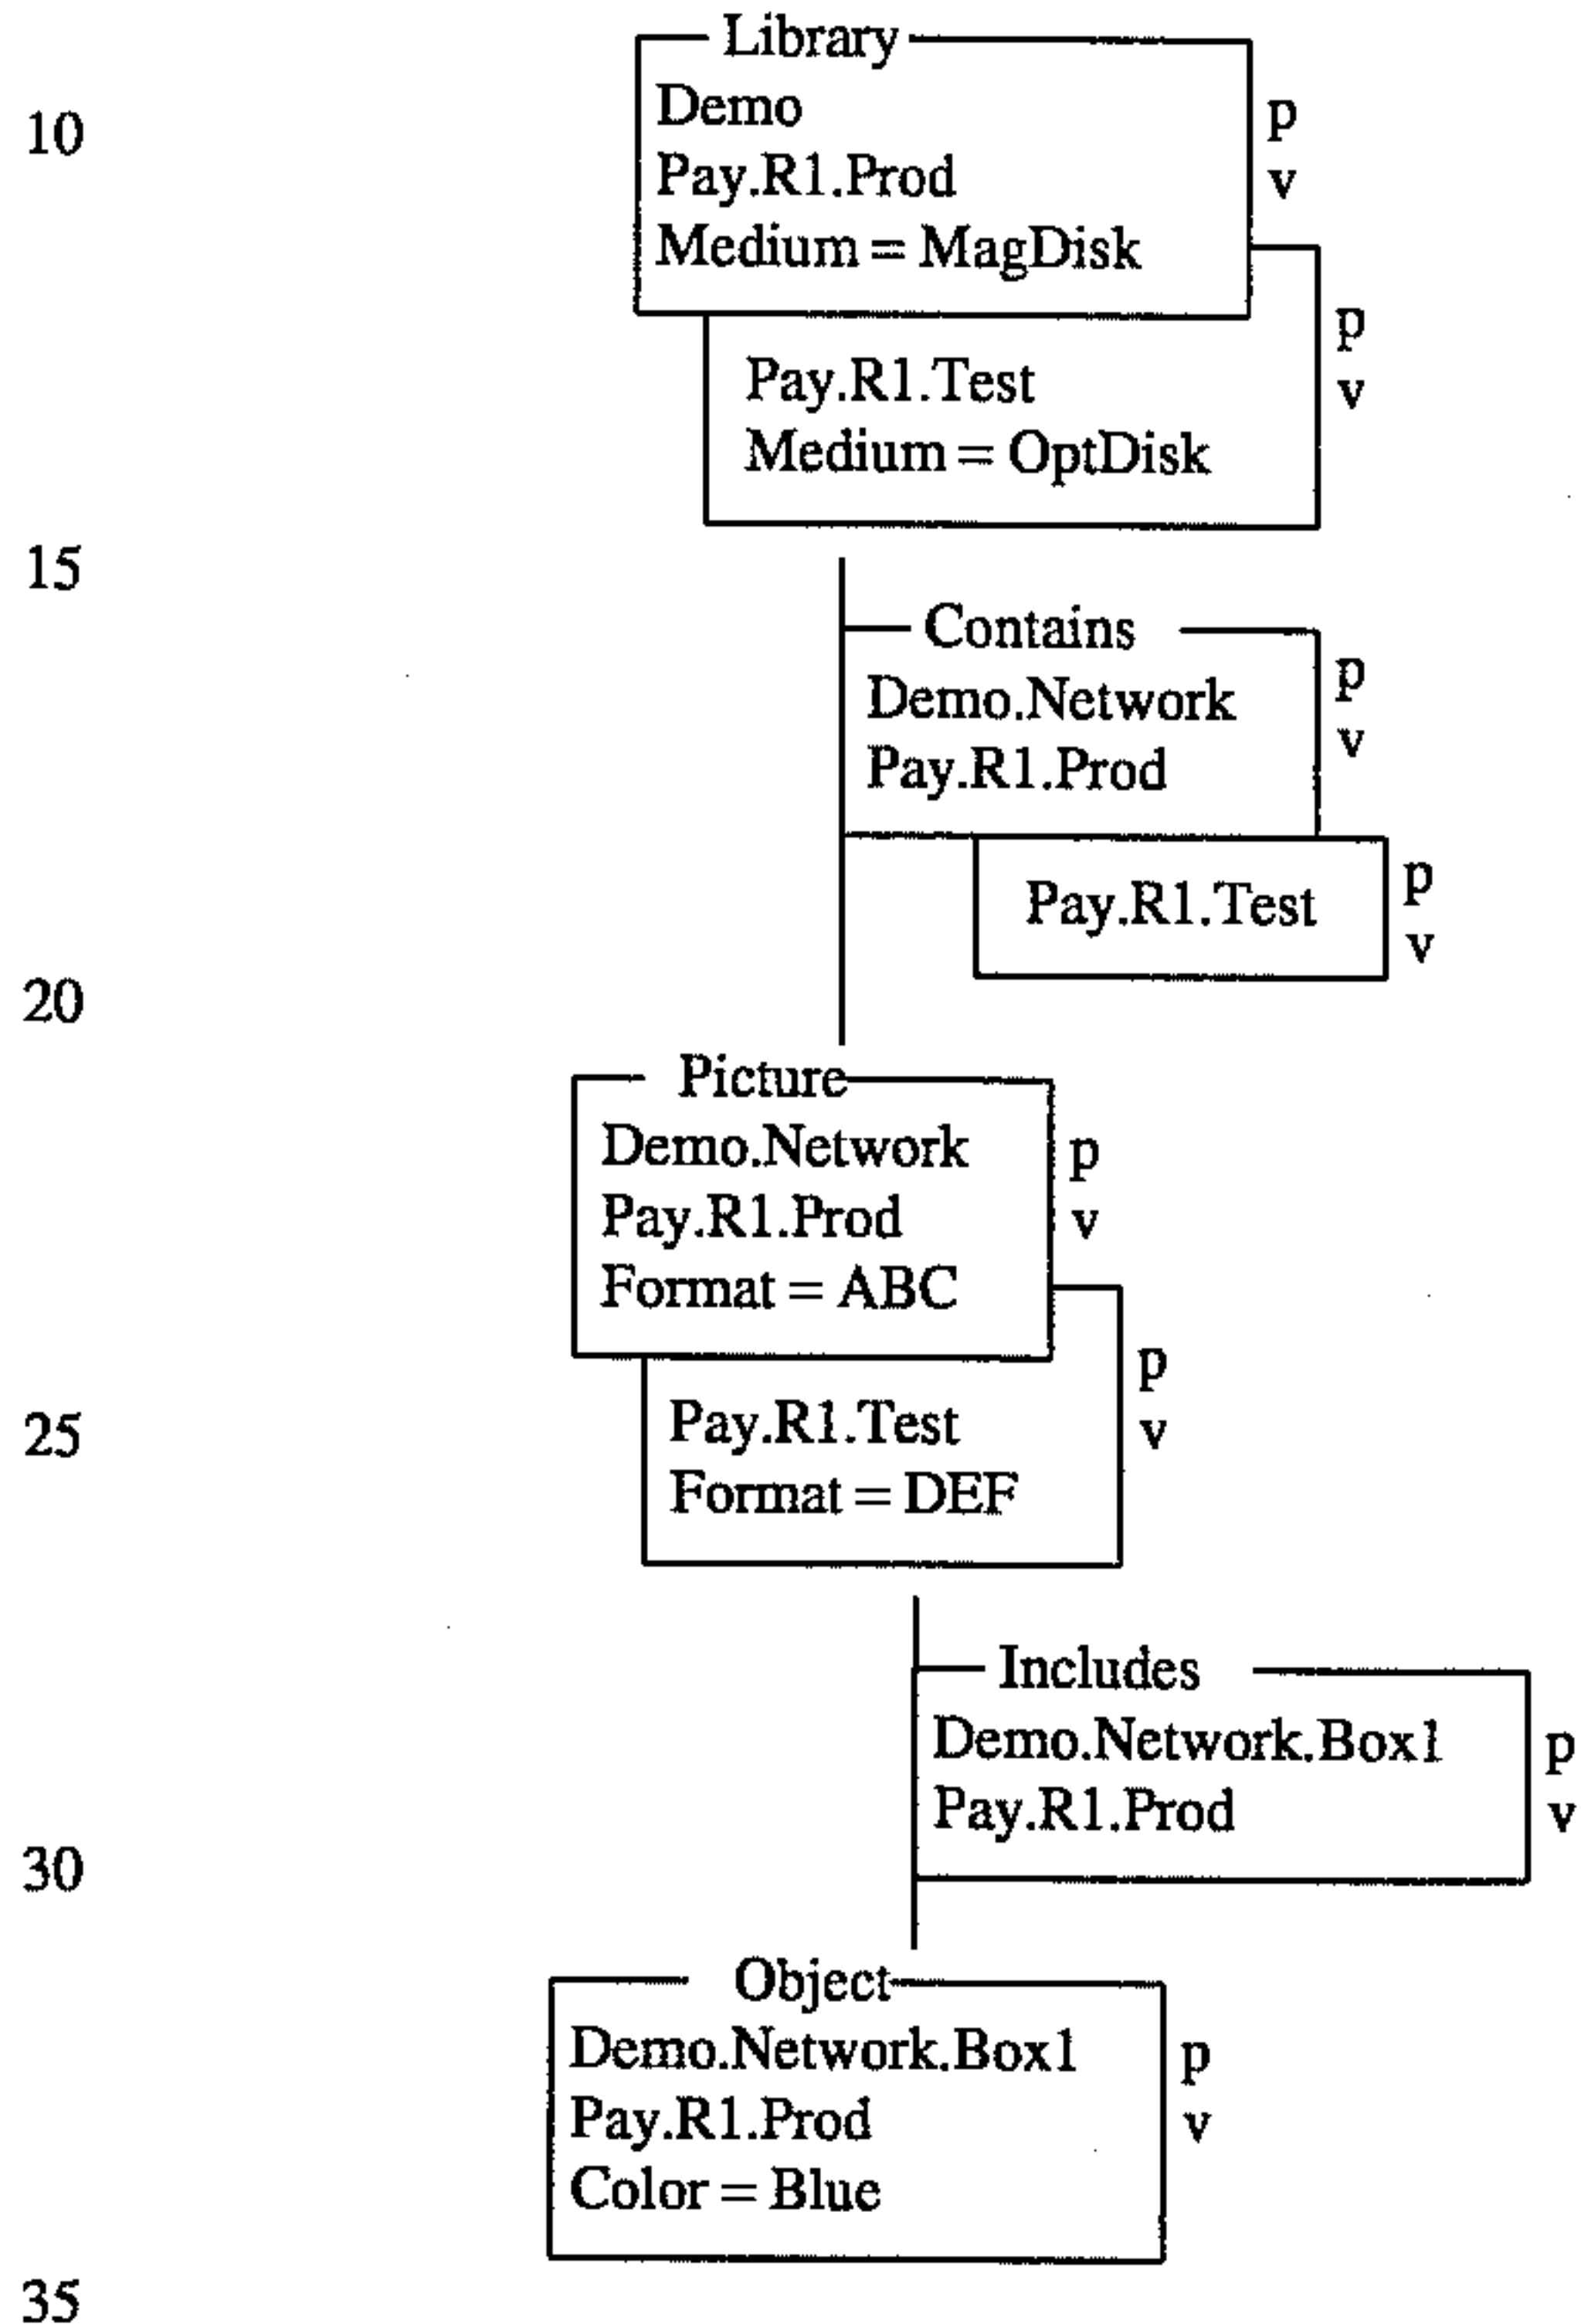 Library
10
Demo
p
Pay.R1.Prod
v
Medium = MagDisk
p
Pay.R1.Test
v
Medium = OptDisk
15
Contains
p
Demo.Network
v
Pay.R1.Prod
p
Pay.R1.Test
v
20
Picture
Demo.Network
p
Pay.R1.Prod
v
Format = ABC
p
Pay.R1.Test
v
25
Format = DEF
Includes
Demo.Network.Box1
p
Pay.R1.Prod
v
30
Object
Demo.Network.Box1
p
Pay.R1.Prod
v
Color = Blue
35